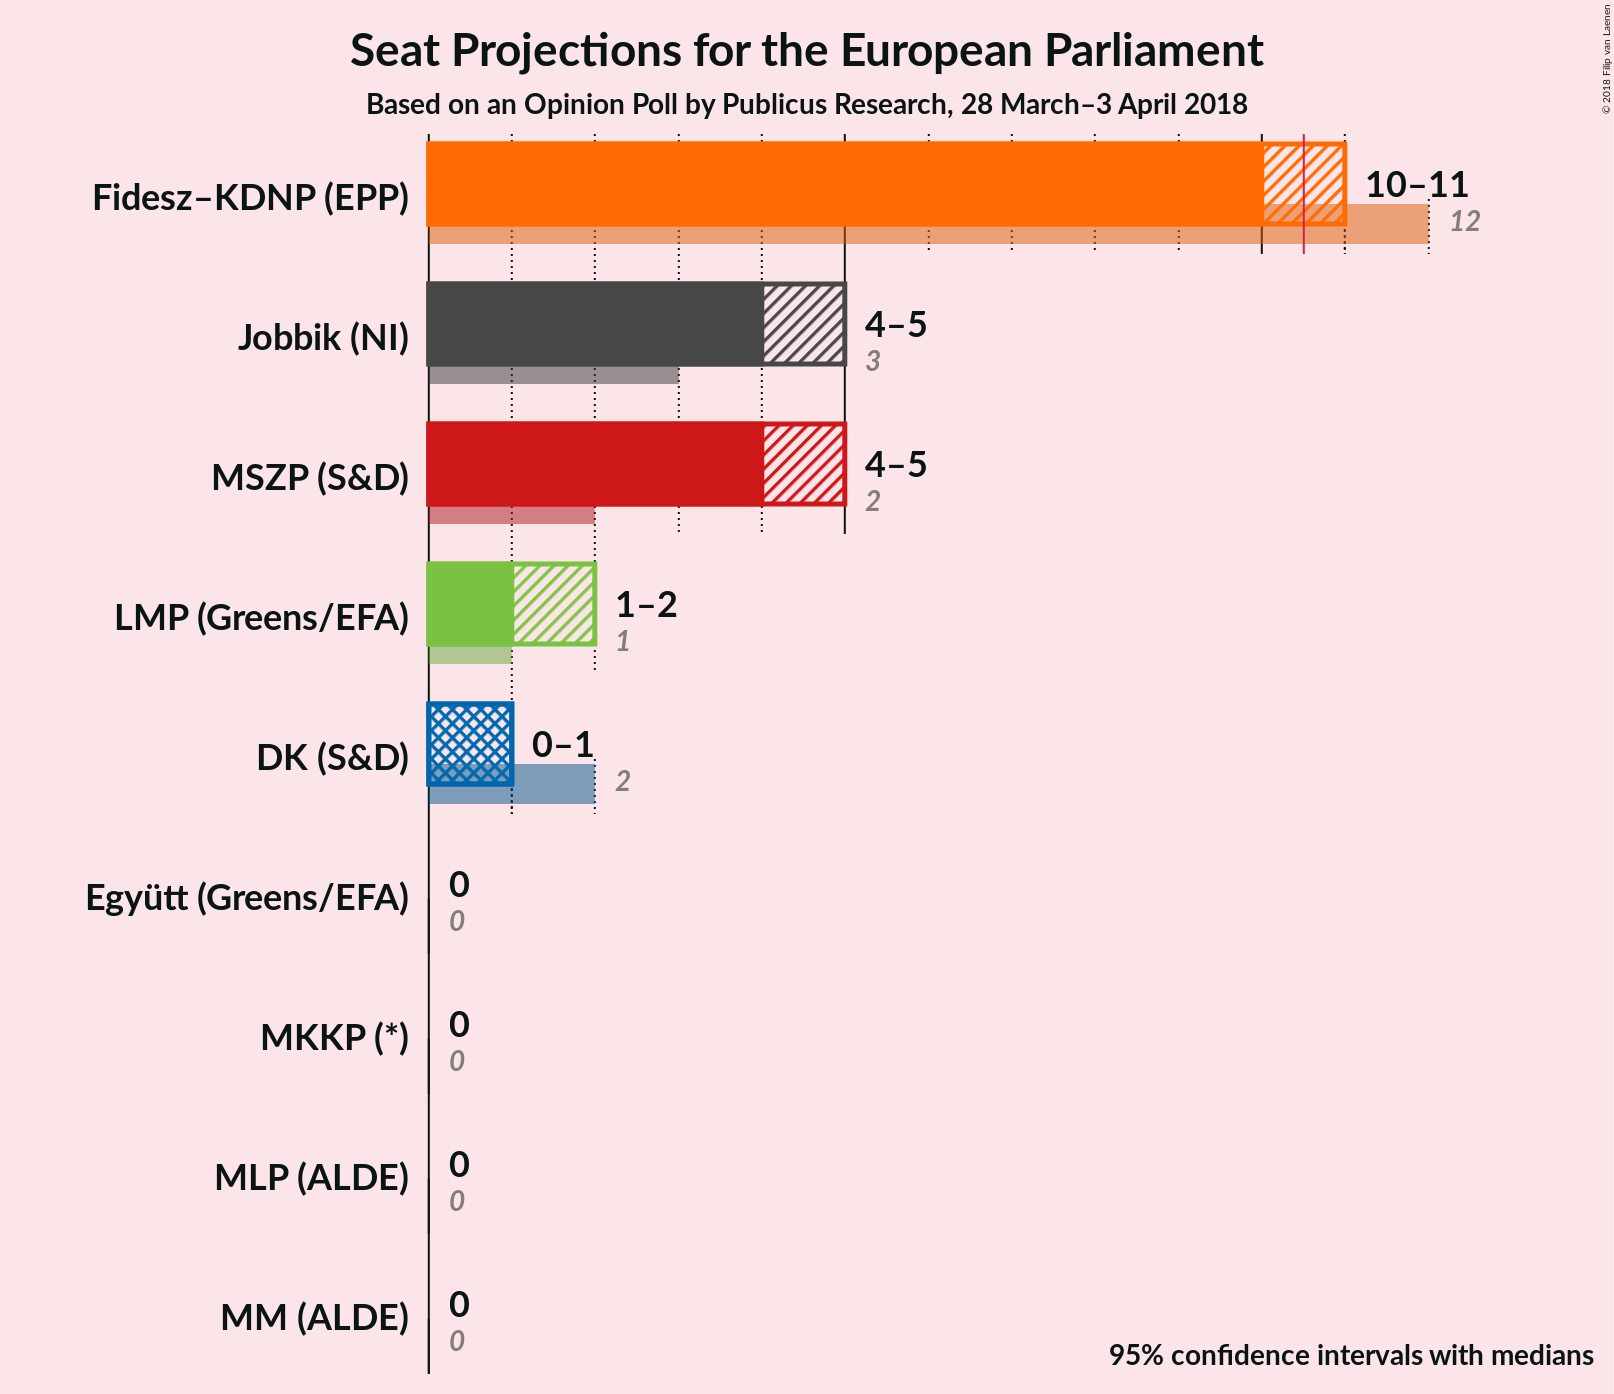 Seat Projections for the European Parliament
Based on an Opinion Poll by Publicus Research, 28 March–3 April 2018
© 2018 Filip van Laenen
Fidesz–KDNP (EPP)
10–11
12
Jobbik (NI)
4–5
3
MSZP (S&D)
4–5
2
LMP (Greens/EFA)
1–2
1
DK (S&D)
0–1
2
Együtt (Greens/EFA)
0
0
MKKP (*)
0
0
MLP (ALDE)
0
0
MM (ALDE)
0
0
95% confidence intervals with medians